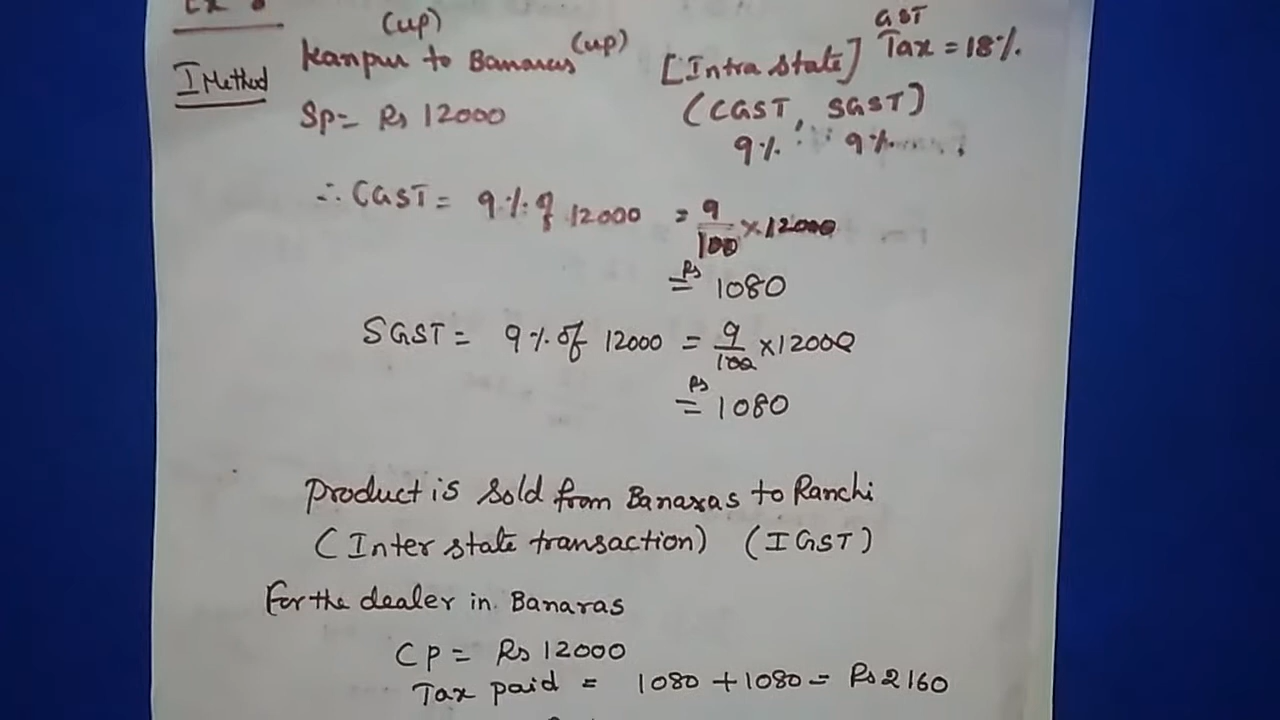 (up) GST
Kanpur to Banaras (up) [Intra state] Tax = 18%.
I Method
Sp = Rs 12000 (CGST, SGST)
9% 9%
∴ CGST = 9% of 12000 = 9/100 × 12000
= Rs 1080
SGST = 9% of 12000 = 9/100 × 12000
= Rs 1080
Product is sold from Banaras to Ranchi
(Inter state transaction) (IGST)
For the dealer in Banaras
CP = Rs 12000
Tax paid = 1080 + 1080 = Rs 2160